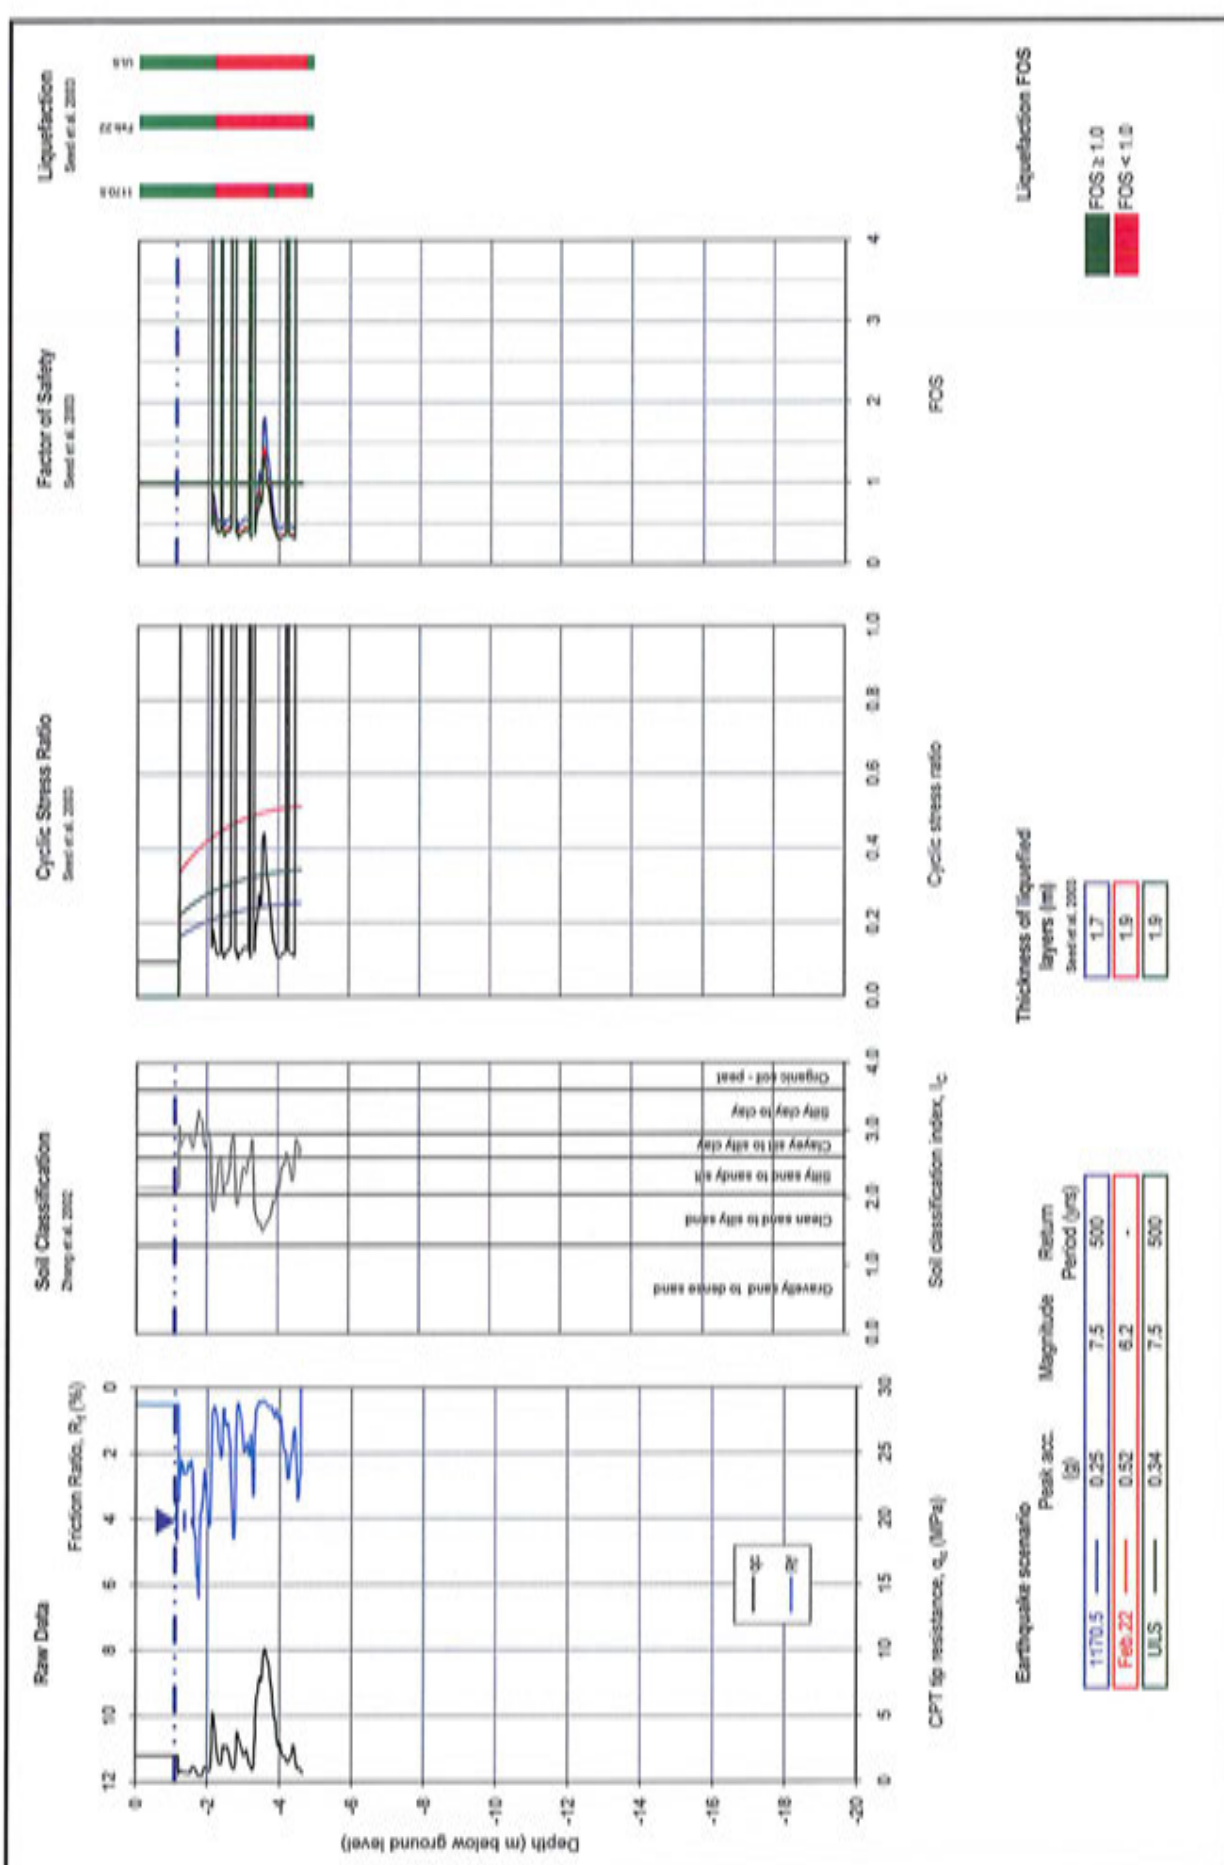 Raw Data
Friction Ratio, Rf (%)
12 10 8 6 4 2 0
0
-2
-4
-6
-8
-10
-12
-14
-16
-18
-20
Depth (m below ground level)
qc
Rf
0 5 10 15 20 25 30
CPT tip resistance, qc (MPa)
Soil Classification
Zhang et al. 2002
Gravelly sand to dense sand
Clean sand to silty sand
Silty sand to sandy silt
Clayey silt to silty clay
Silty clay to clay
Organic soil - peat
0.0 1.0 2.0 3.0 4.0
Soil classification index, IC
Cyclic Stress Ratio
Seed et al. 2003
0.0 0.2 0.4 0.6 0.8 1.0
Cyclic stress ratio
Factor of Safety
Seed et al. 2003
0 1 2 3 4
FOS
Liquefaction
Seed et al. 2003
1170.5 Feb.22 ULS
Earthquake scenario
Peak acc. (g)
Magnitude
Return Period (yrs)
1170.5 0.25 7.5 500
Feb.22 0.52 6.2 -
ULS 0.34 7.5 500
Thickness of liquefied
layers (m)
Seed et al. 2003
1.7
1.9
1.9
Liquefaction FOS
FOS ≥ 1.0
FOS < 1.0